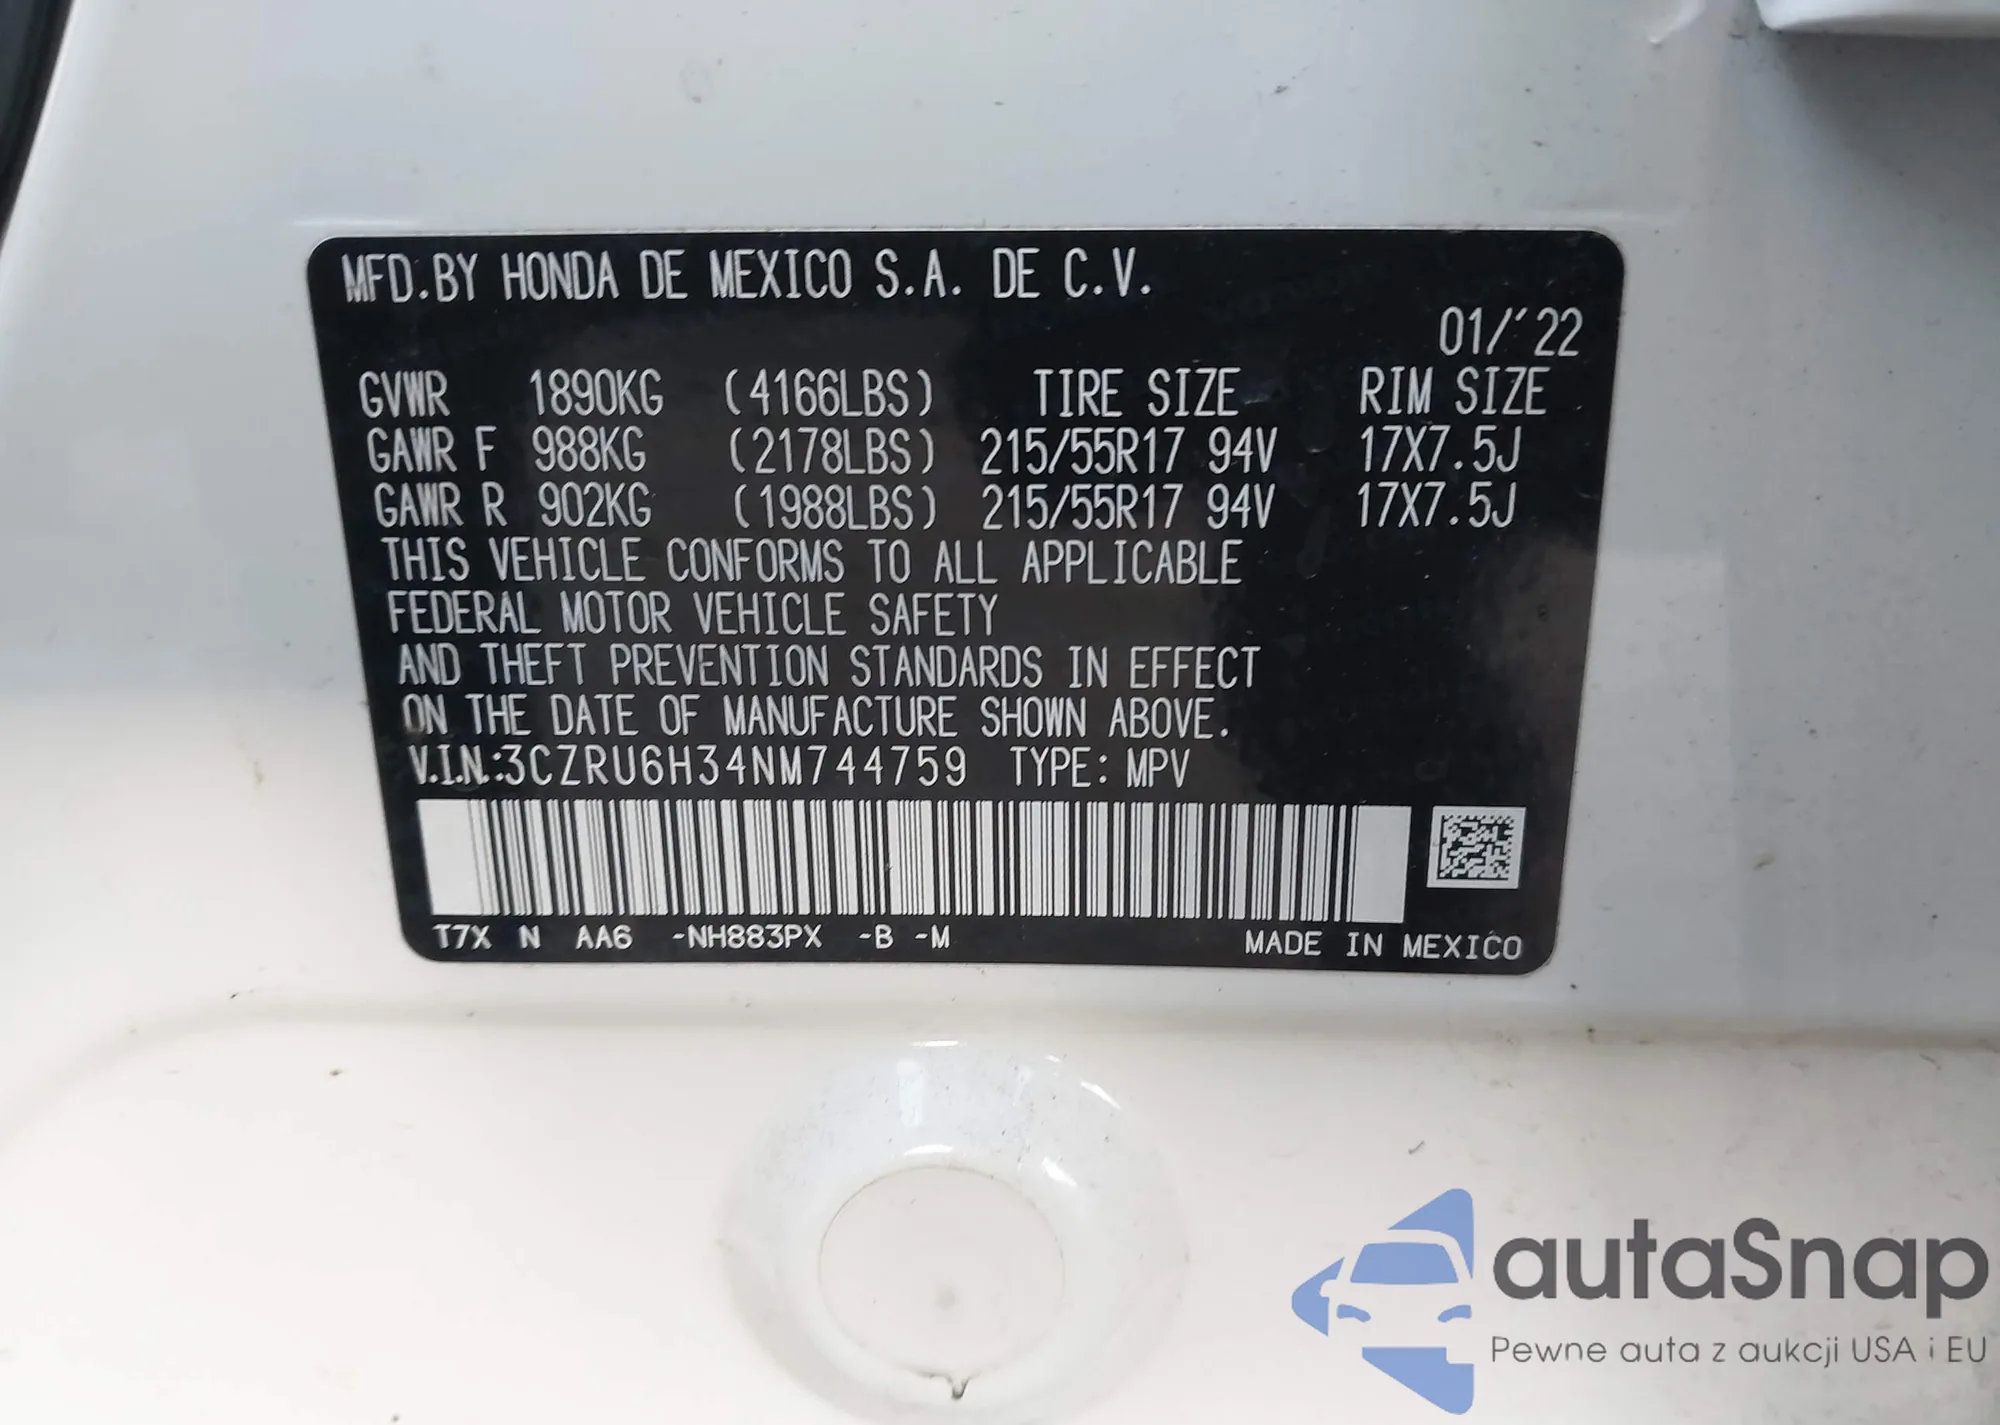 MFD.BY HONDA DE MEXICO S.A. DE C.V.
01/'22
GVWR 1890KG (4166LBS) TIRE SIZE RIM SIZE
GAWR F 988KG (2178LBS) 215/55R17 94V 17X7.5J
GAWR R 902KG (1988LBS) 215/55R17 94V 17X7.5J
THIS VEHICLE CONFORMS TO ALL APPLICABLE
FEDERAL MOTOR VEHICLE SAFETY
AND THEFT PREVENTION STANDARDS IN EFFECT
ON THE DATE OF MANUFACTURE SHOWN ABOVE.
V.I.N.:3CZRU6H34NM744759 TYPE: MPV
T7X N AA6 -NH883PX -B -M MADE IN MEXICO
autaSnap
Pewne auta z aukcji USA i EU